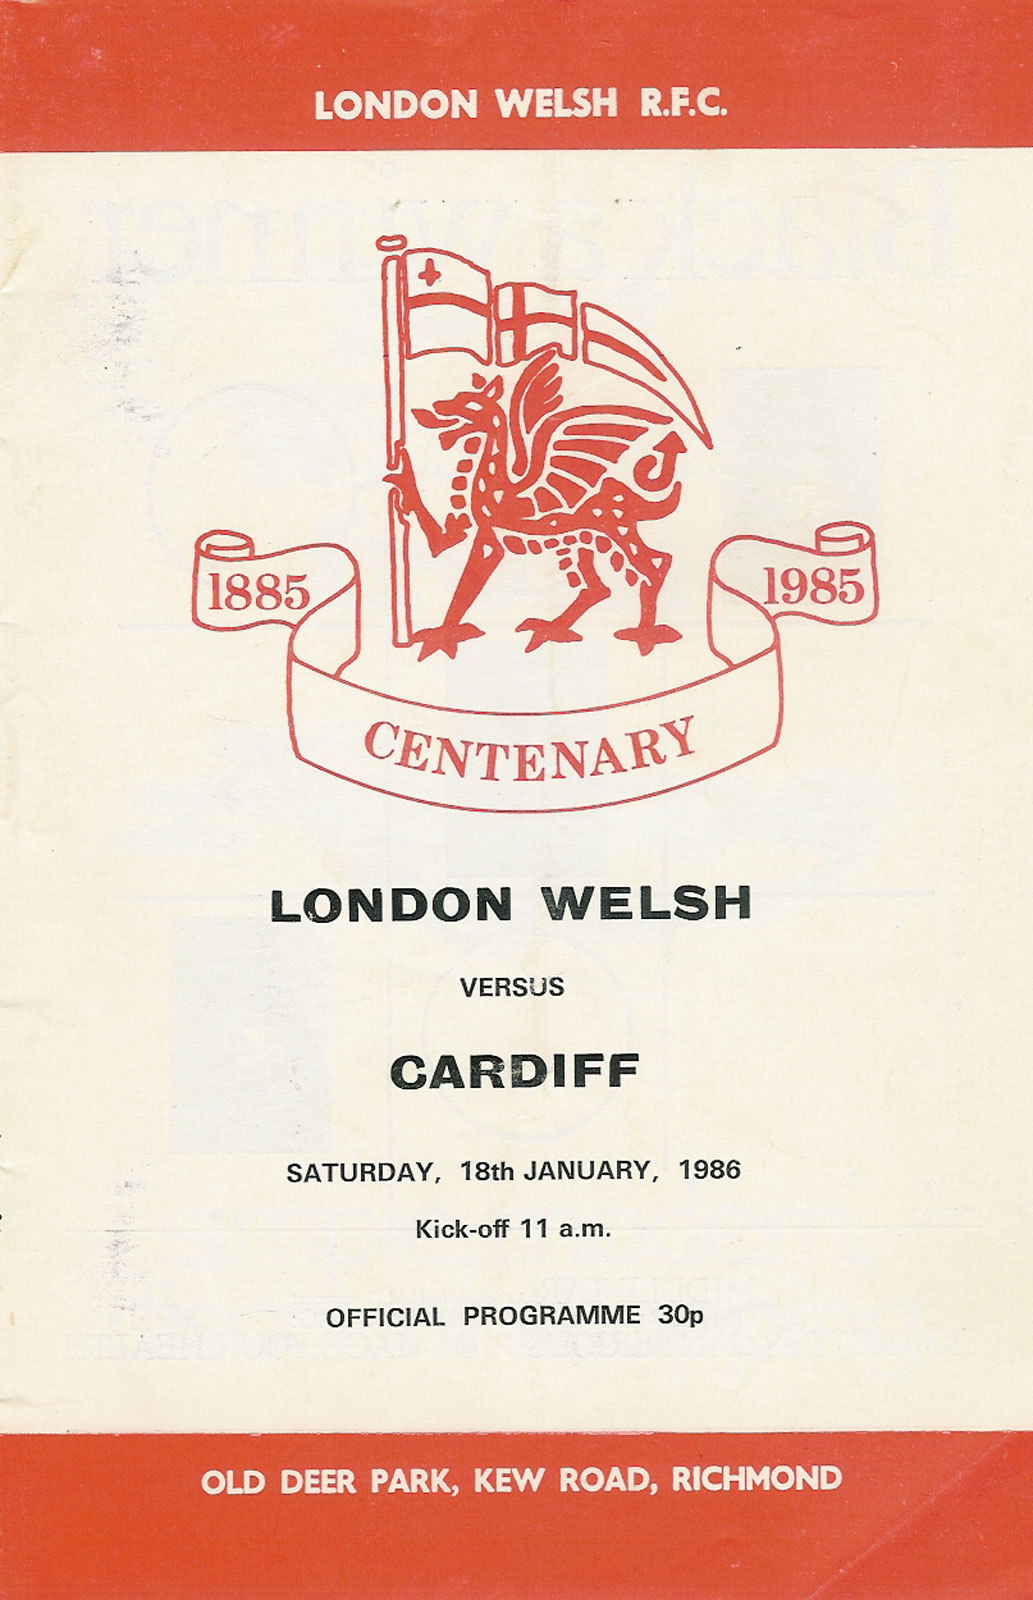 LONDON WELSH R.F.C.
1885
1985
CENTENARY
LONDON WELSH
VERSUS
CARDIFF
SATURDAY, 18th JANUARY, 1986
Kick-off 11 a.m.
OFFICIAL PROGRAMME 30p
OLD DEER PARK, KEW ROAD, RICHMOND